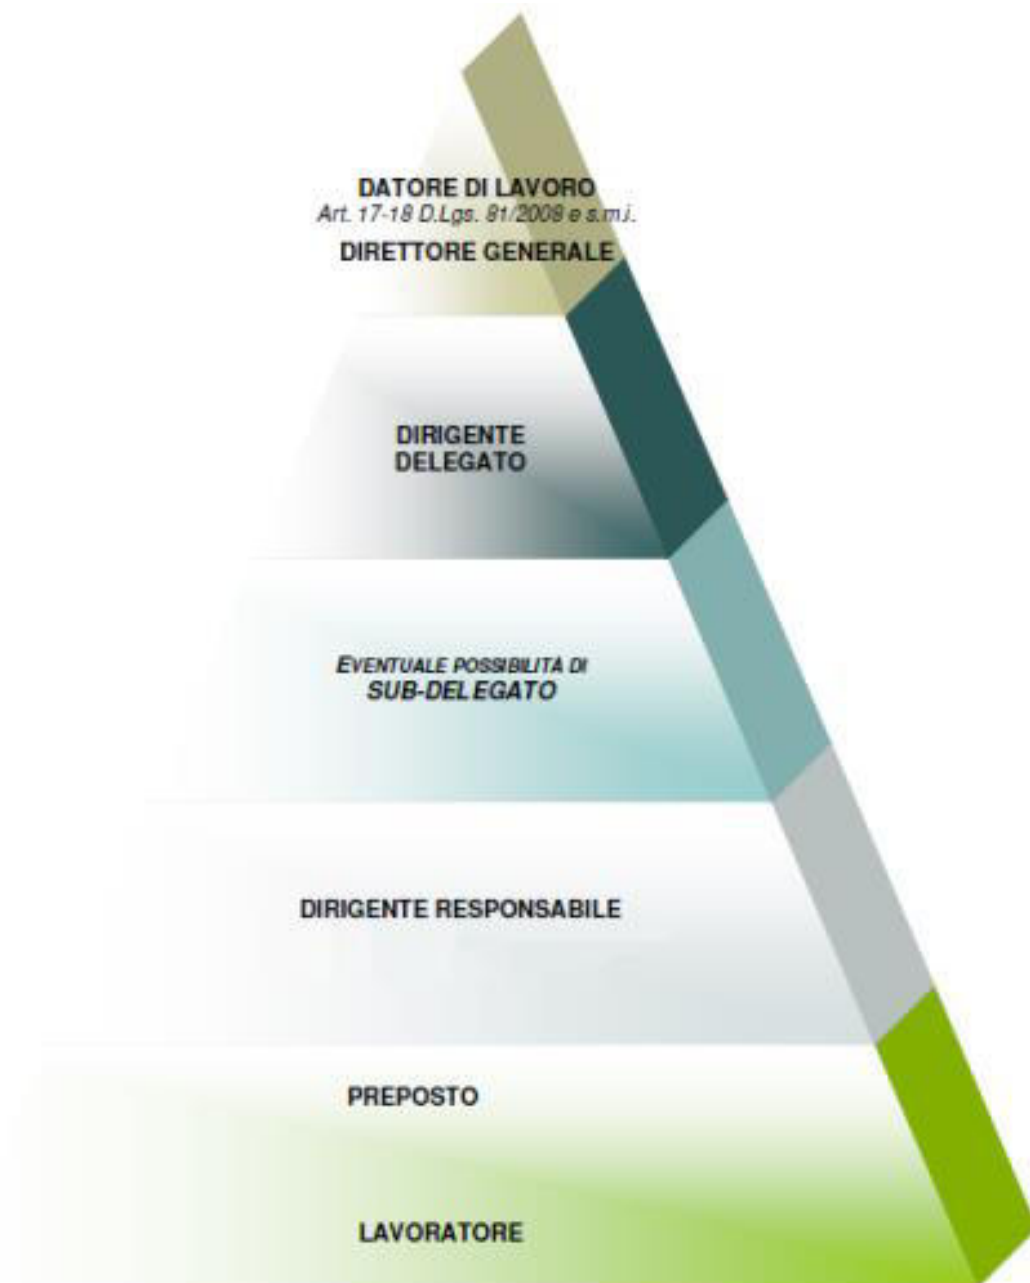 DATORE DI LAVORO
Art. 17-18 D.Lgs. 81/2008 e s.m.i.
DIRETTORE GENERALE
DIRIGENTE
DELEGATO
EVENTUALE POSSIBILITÀ DI
SUB-DELEGATO
DIRIGENTE RESPONSABILE
PREPOSTO
LAVORATORE